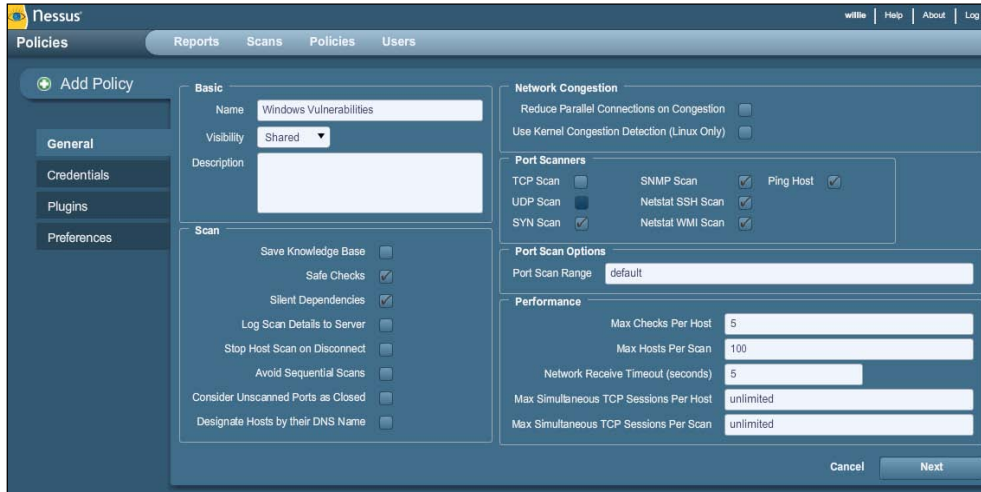 Nessus
willie | Help | About | Log
Policies
Reports Scans Policies Users
Add Policy
General
Credentials
Plugins
Preferences
Basic
Name Windows Vulnerabilities
Visibility Shared
Description
Scan
Save Knowledge Base
Safe Checks
Silent Dependencies
Log Scan Details to Server
Stop Host Scan on Disconnect
Avoid Sequential Scans
Consider Unscanned Ports as Closed
Designate Hosts by their DNS Name
Network Congestion
Reduce Parallel Connections on Congestion
Use Kernel Congestion Detection (Linux Only)
Port Scanners
TCP Scan SNMP Scan Ping Host
UDP Scan Netstat SSH Scan
SYN Scan Netstat WMI Scan
Port Scan Options
Port Scan Range default
Performance
Max Checks Per Host 5
Max Hosts Per Scan 100
Network Receive Timeout (seconds) 5
Max Simultaneous TCP Sessions Per Host unlimited
Max Simultaneous TCP Sessions Per Scan unlimited
Cancel Next